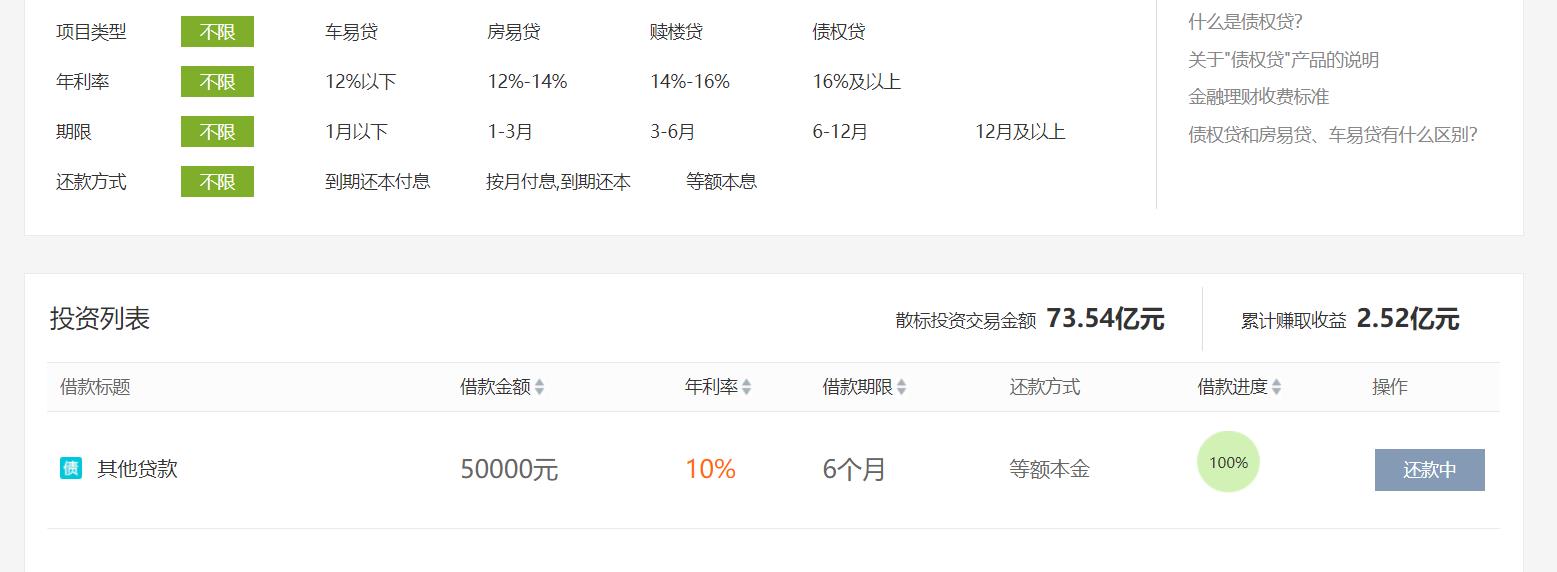 项目类型 不限 车易贷 房易贷 赎楼贷 债权贷
年利率 不限 12%以下 12%-14% 14%-16% 16%及以上
期限 不限 1月以下 1-3月 3-6月 6-12月 12月及以上
还款方式 不限 到期还本付息 按月付息,到期还本 等额本息
什么是债权贷?
关于"债权贷"产品的说明
金融理财收费标准
债权贷和房易贷、车易贷有什么区别?
投资列表 散标投资交易金额 73.54亿元 累计赚取收益 2.52亿元
借款标题 借款金额 年利率 借款期限 还款方式 借款进度 操作
债 其他贷款 50000元 10% 6个月 等额本金 100% 还款中